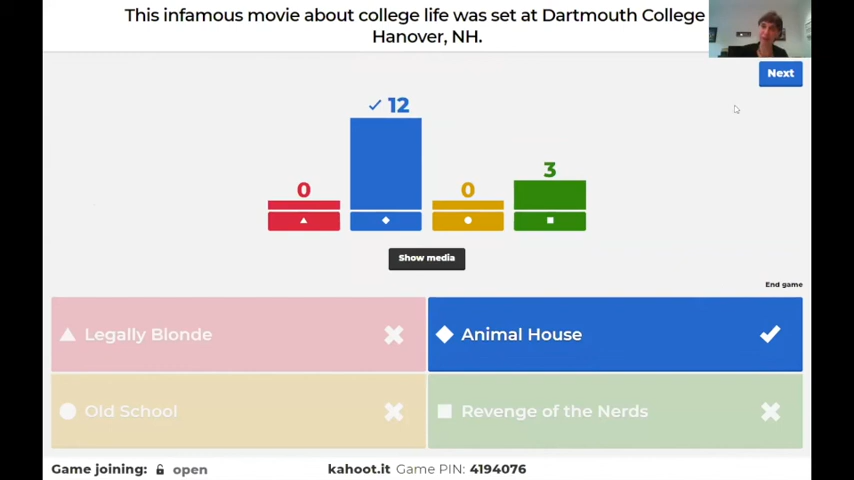 This infamous movie about college life was set at Dartmouth College
Hanover, NH.
Next
0
12
0
3
Show media
End game
Legally Blonde
Animal House
Old School
Revenge of the Nerds
Game joining: open
kahoot.it Game PIN: 4194076